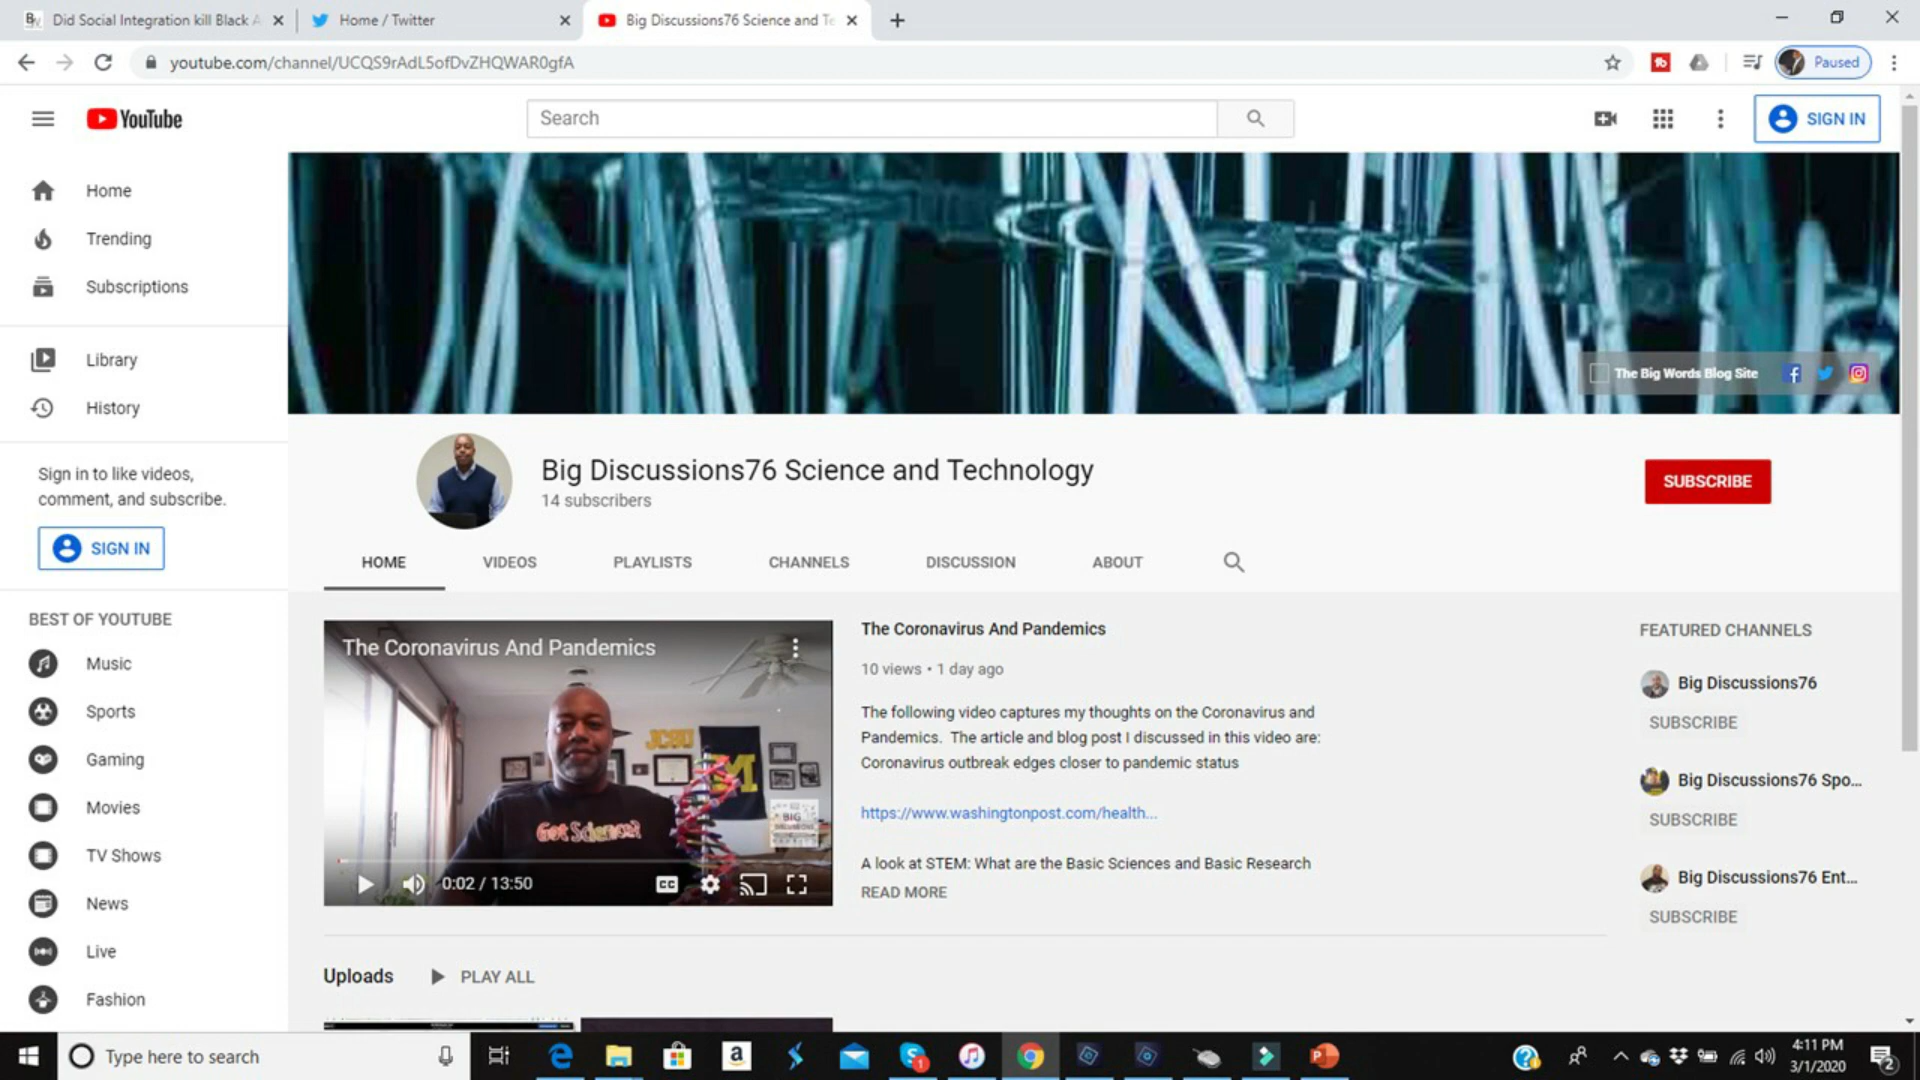 Did Social Integration kill Black A
Home / Twitter
Big Discussions76 Science and Te
youtube.com/channel/UCQS9rAdL5ofDvZHQWAR0gfA
Paused
YouTube
Search
SIGN IN
Home
Trending
Subscriptions
Library
History
Sign in to like videos,
comment, and subscribe.
SIGN IN
BEST OF YOUTUBE
Music
Sports
Gaming
Movies
TV Shows
News
Live
Fashion
The Big Words Blog Site
Big Discussions76 Science and Technology
14 subscribers
SUBSCRIBE
HOME VIDEOS PLAYLISTS CHANNELS DISCUSSION ABOUT
The Coronavirus And Pandemics
JCSU
M
Got Science?
BIG
DISCUSSIONS
0:02 / 13:50
CC
The Coronavirus And Pandemics
10 views • 1 day ago
The following video captures my thoughts on the Coronavirus and
Pandemics. The article and blog post I discussed in this video are:
Coronavirus outbreak edges closer to pandemic status
https://www.washingtonpost.com/health...
A look at STEM: What are the Basic Sciences and Basic Research
READ MORE
FEATURED CHANNELS
Big Discussions76
SUBSCRIBE
Big Discussions76 Spo...
SUBSCRIBE
Big Discussions76 Ent...
SUBSCRIBE
Uploads PLAY ALL
Type here to search
4:11 PM
3/1/2020
2